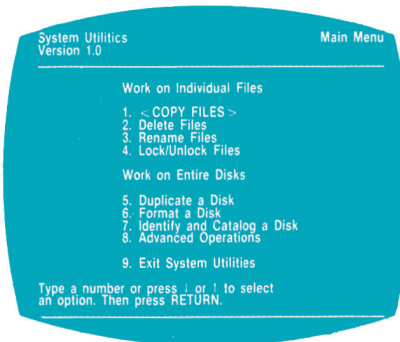 System Utilitics Main Menu
Version 1.0
Work on Individual Files
1. <COPY FILES>
2. Delete Files
3. Rename Files
4. Lock/Unlock Files
Work on Entire Disks
5. Duplicate a Disk
6. Format a Disk
7. Identify and Catalog a Disk
8. Advanced Operations
9. Exit System Utilities
Type a number or press ↓ or ↑ to select
an option. Then press RETURN.